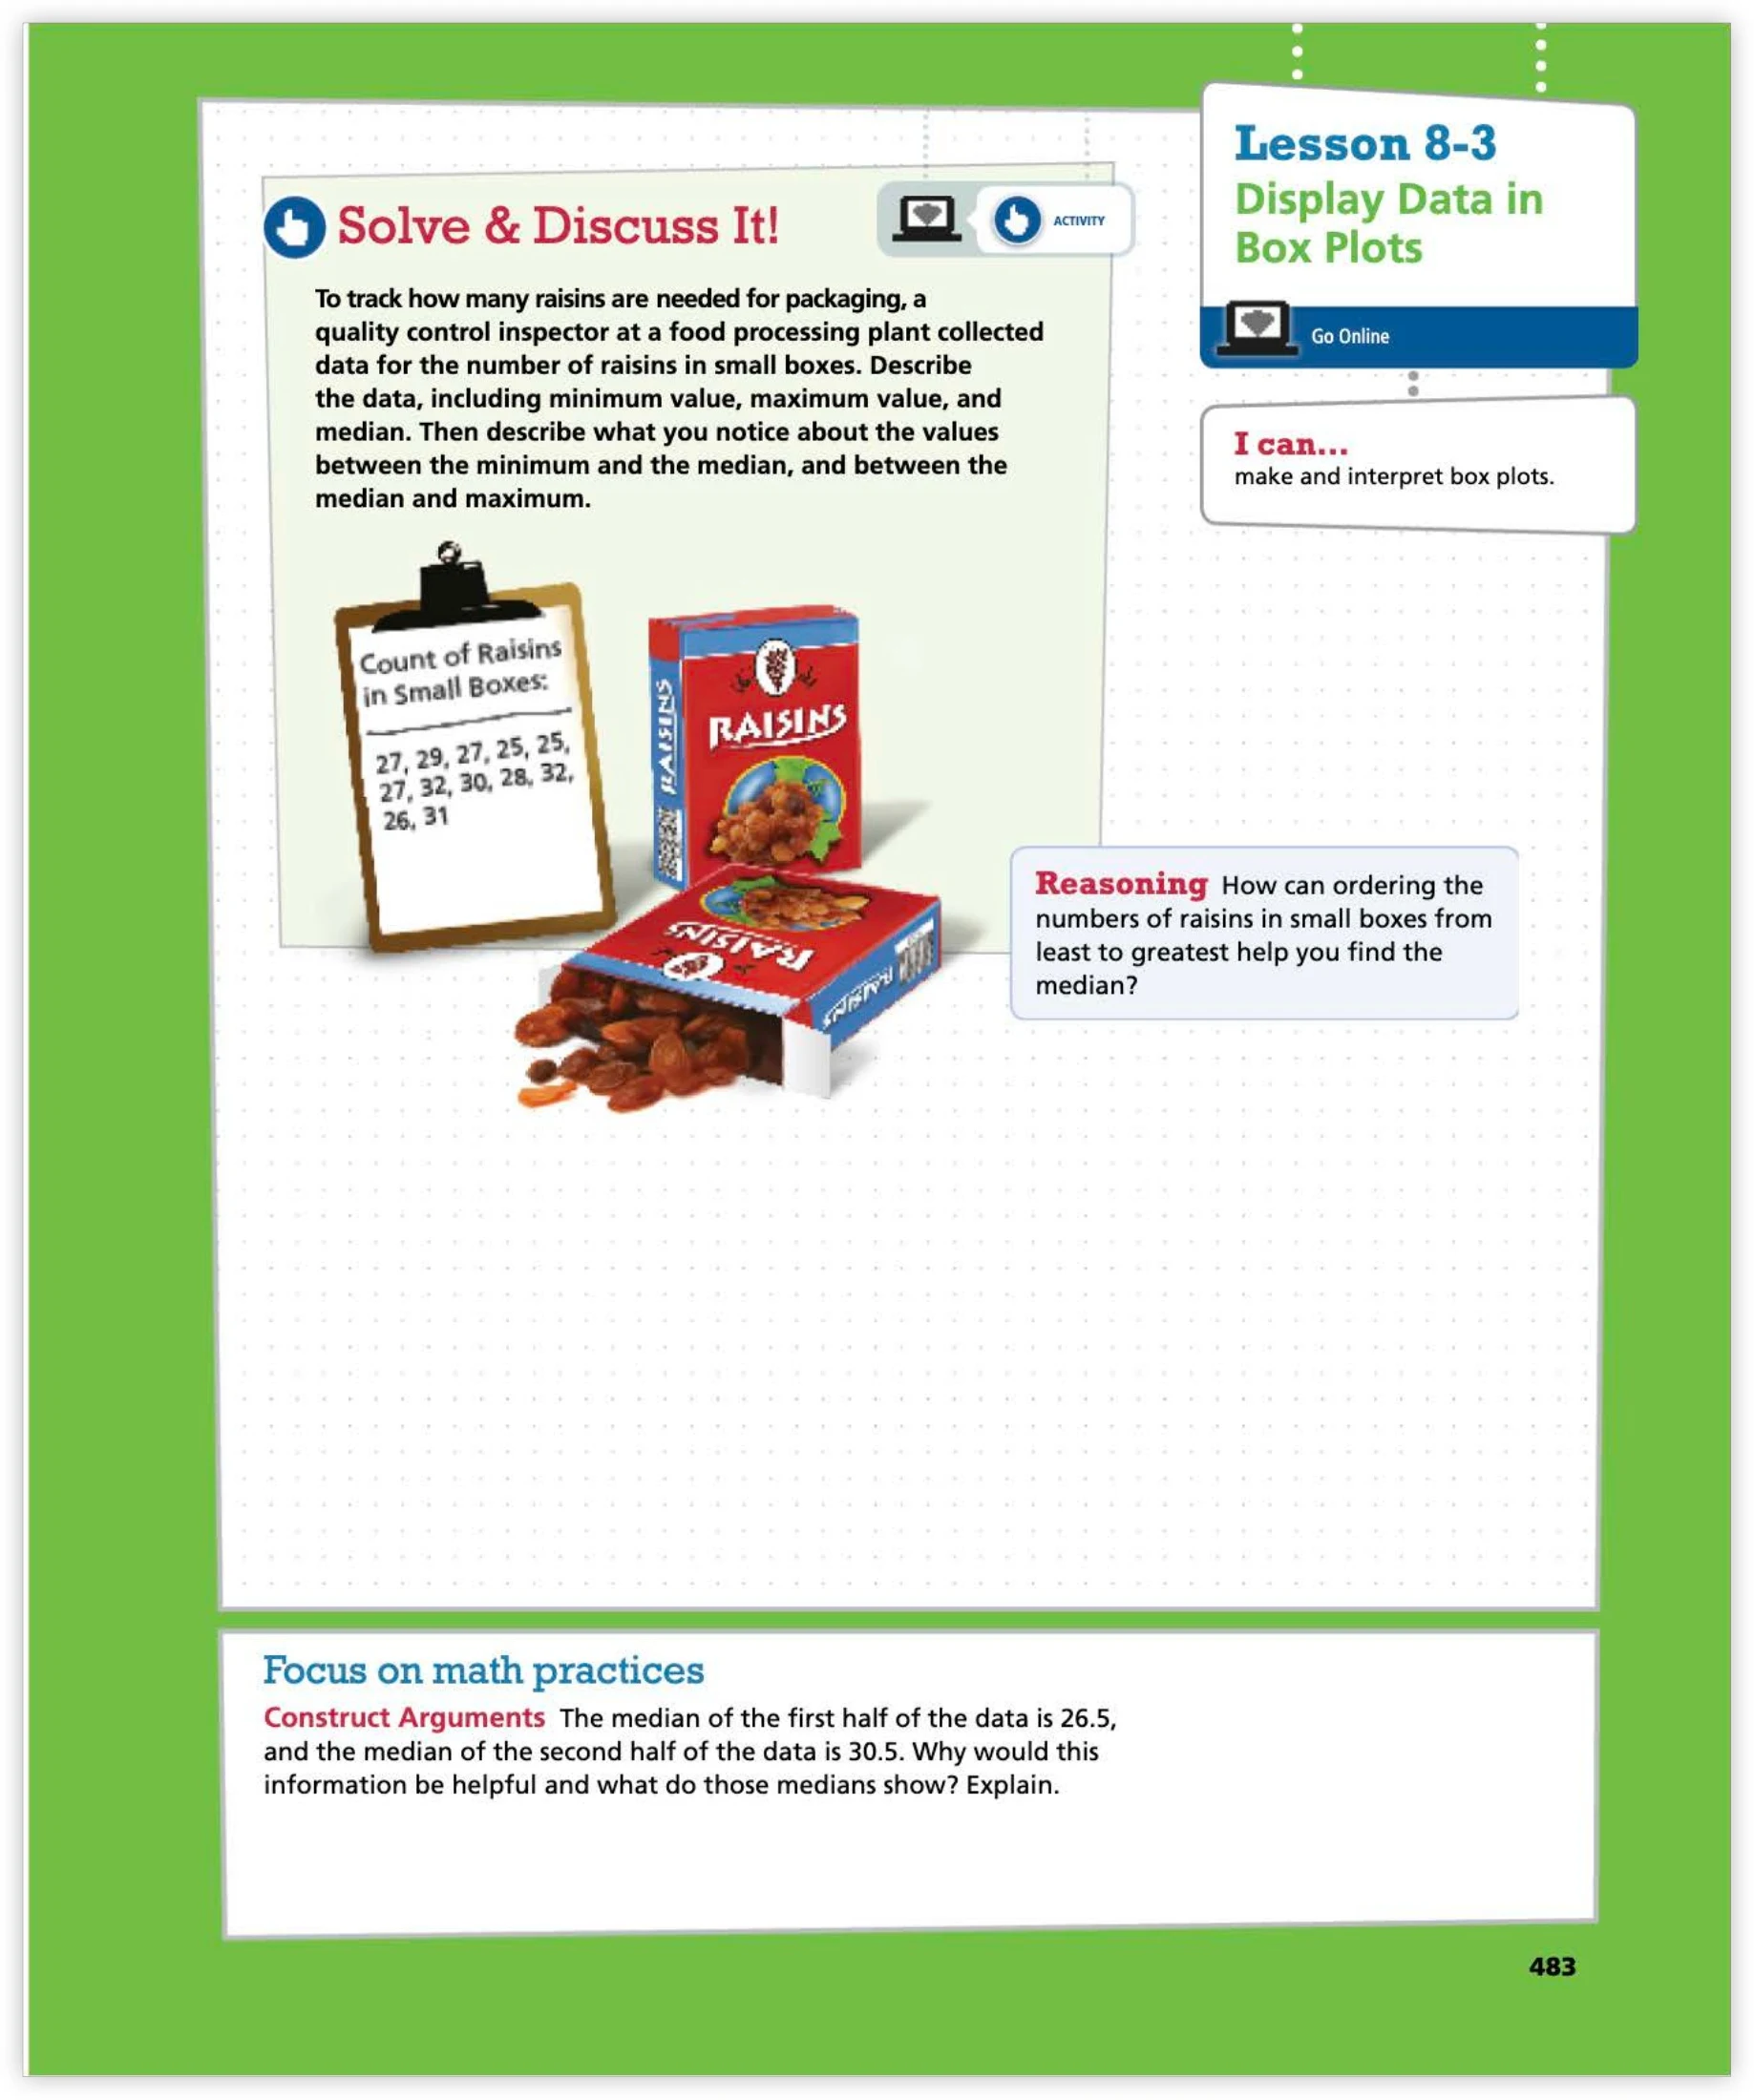 Lesson 8-3
Display Data in
Box Plots
Go Online
I can...
make and interpret box plots.
Solve & Discuss It!
ACTIVITY
To track how many raisins are needed for packaging, a
quality control inspector at a food processing plant collected
data for the number of raisins in small boxes. Describe
the data, including minimum value, maximum value, and
median. Then describe what you notice about the values
between the minimum and the median, and between the
median and maximum.
Count of Raisins
in Small Boxes:
27, 29, 27, 25, 25,
27, 32, 30, 28, 32,
26, 31
RAISINS
RAISINS
RAISINS
RAISINS
Reasoning How can ordering the
numbers of raisins in small boxes from
least to greatest help you find the
median?
Focus on math practices
Construct Arguments The median of the first half of the data is 26.5,
and the median of the second half of the data is 30.5. Why would this
information be helpful and what do those medians show? Explain.
483